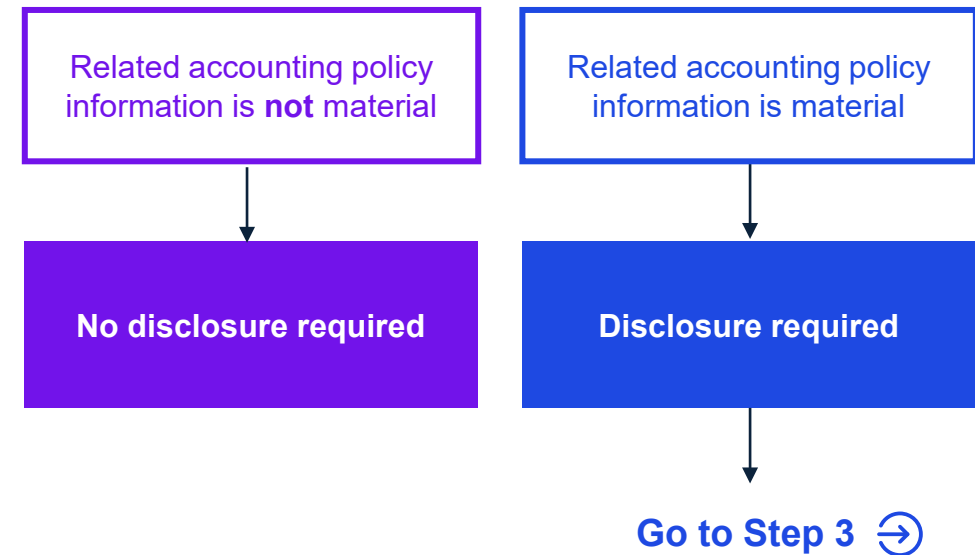 Related accounting policy
information is not material
Related accounting policy
information is material
No disclosure required
Disclosure required
Go to Step 3